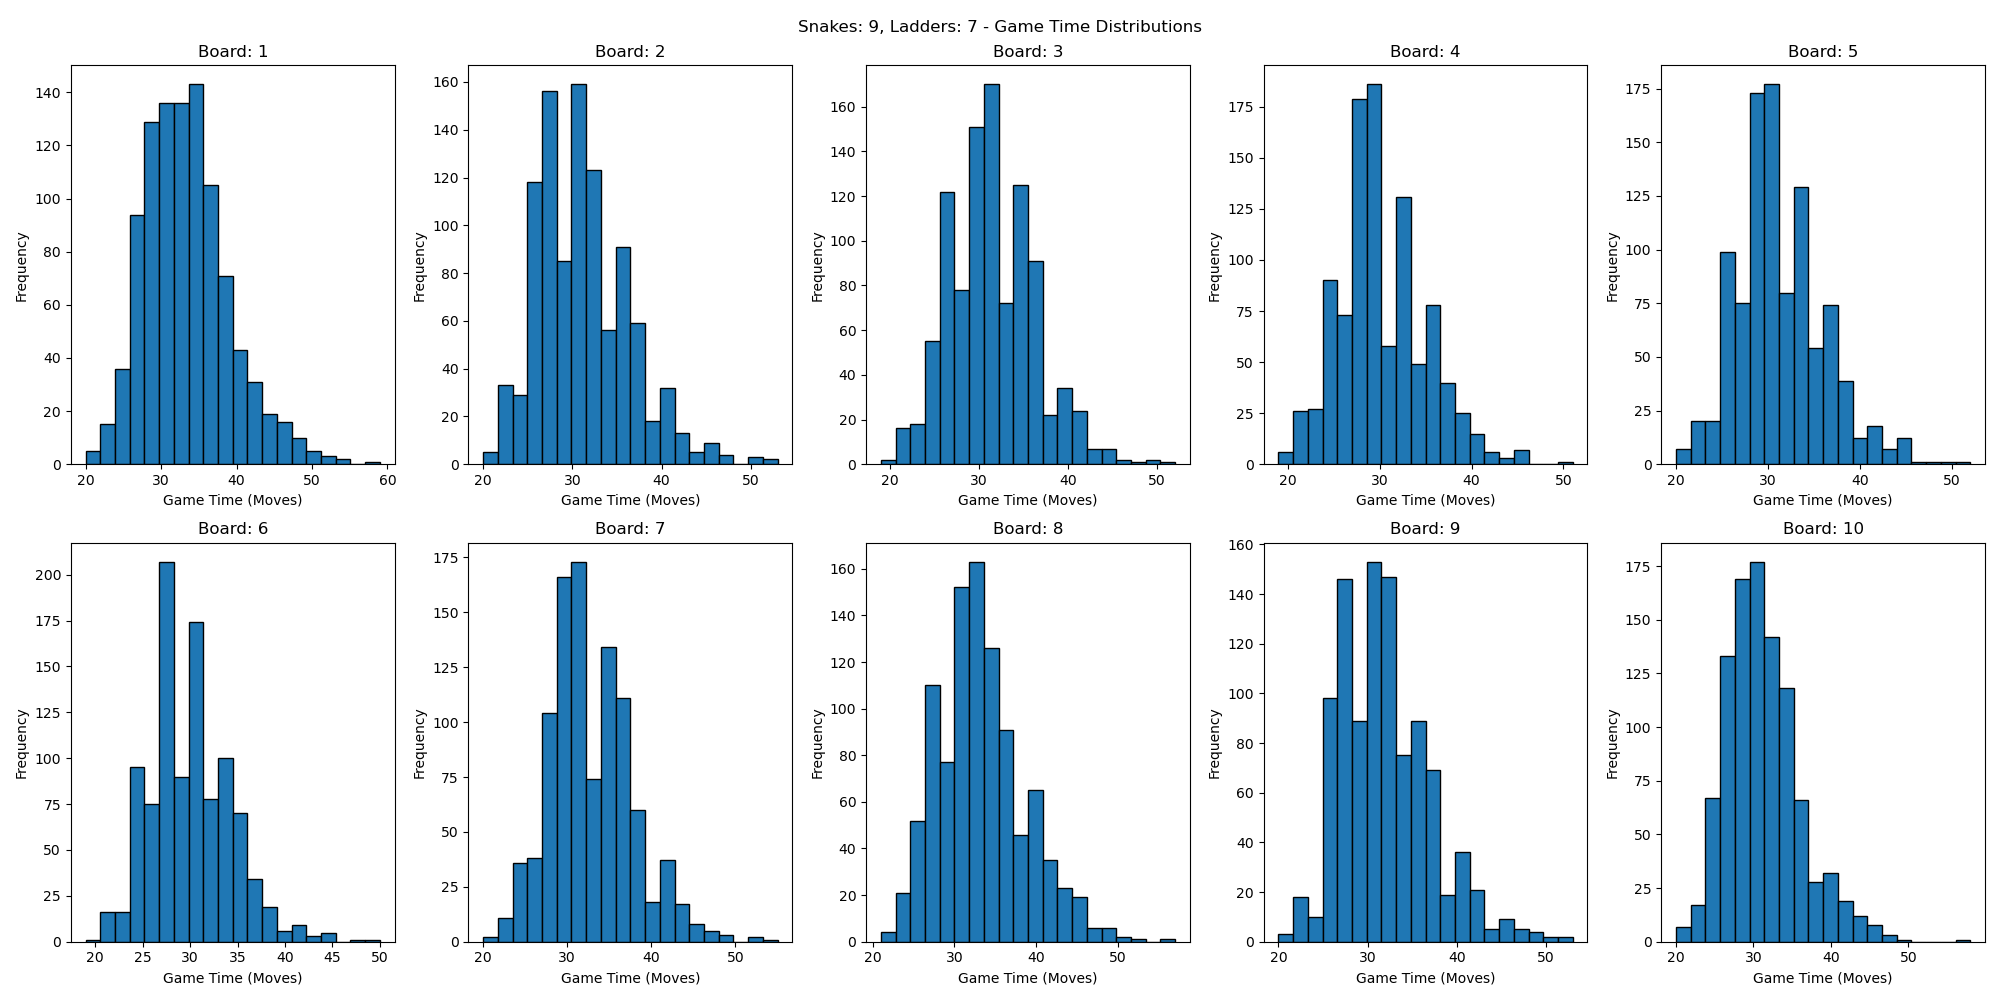 Snakes: 9, Ladders: 7 - Game Time Distributions
Board: 1
Frequency
140
120
100
80
60
40
20
0
20 30 40 50 60
Game Time (Moves)
Board: 2
Frequency
160
140
120
100
80
60
40
20
0
20 30 40 50
Game Time (Moves)
Board: 3
Frequency
160
140
120
100
80
60
40
20
0
20 30 40 50
Game Time (Moves)
Board: 4
Frequency
175
150
125
100
75
50
25
0
20 30 40 50
Game Time (Moves)
Board: 5
Frequency
175
150
125
100
75
50
25
0
20 30 40 50
Game Time (Moves)
Board: 6
Frequency
200
175
150
125
100
75
50
25
0
20 25 30 35 40 45 50
Game Time (Moves)
Board: 7
Frequency
175
150
125
100
75
50
25
0
20 30 40 50
Game Time (Moves)
Board: 8
Frequency
160
140
120
100
80
60
40
20
0
20 30 40 50
Game Time (Moves)
Board: 9
Frequency
160
140
120
100
80
60
40
20
0
20 30 40 50
Game Time (Moves)
Board: 10
Frequency
175
150
125
100
75
50
25
0
20 30 40 50
Game Time (Moves)